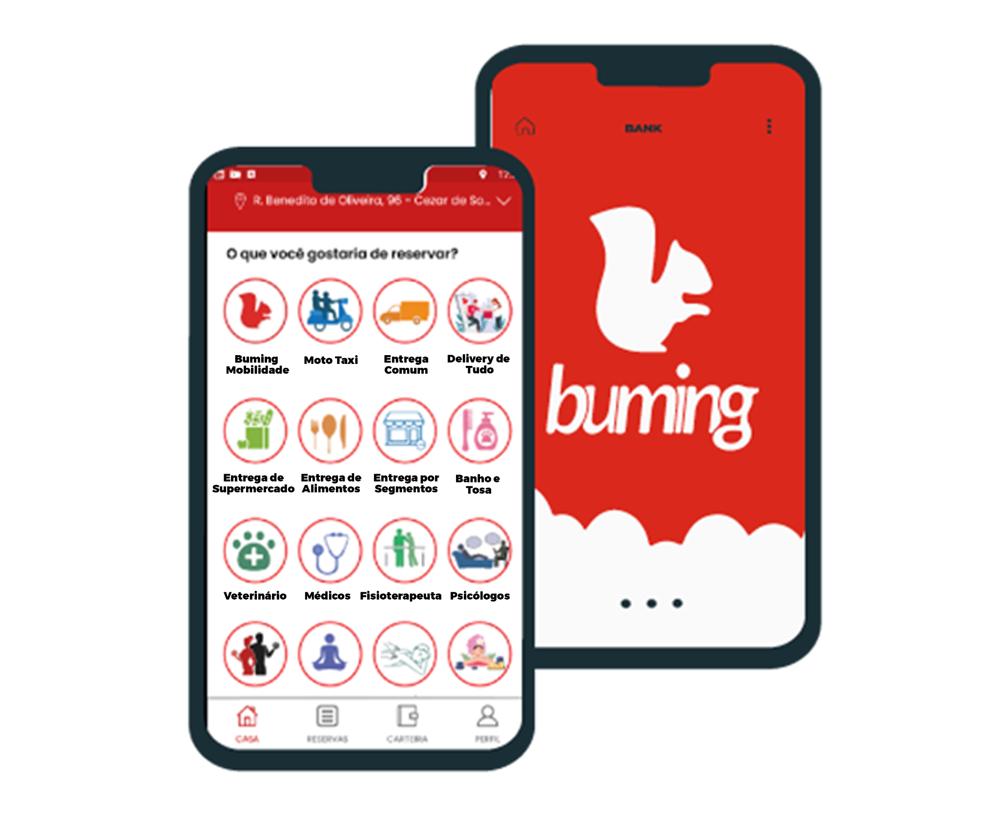 R. Benedito de Oliveira, 96 - Cezar de So...
O que você gostaria de reservar?
Buming
Mobilidade
Moto Taxi
Entrega
Comum
Delivery de
Tudo
Entrega de
Supermercado
Entrega de
Alimentos
Entrega por
Segmentos
Banho e
Tosa
Veterinário
Médicos
Fisioterapeuta
Psicólogos
CASA
RESERVAS
CARTEIRA
PERFIL
BANK
buming